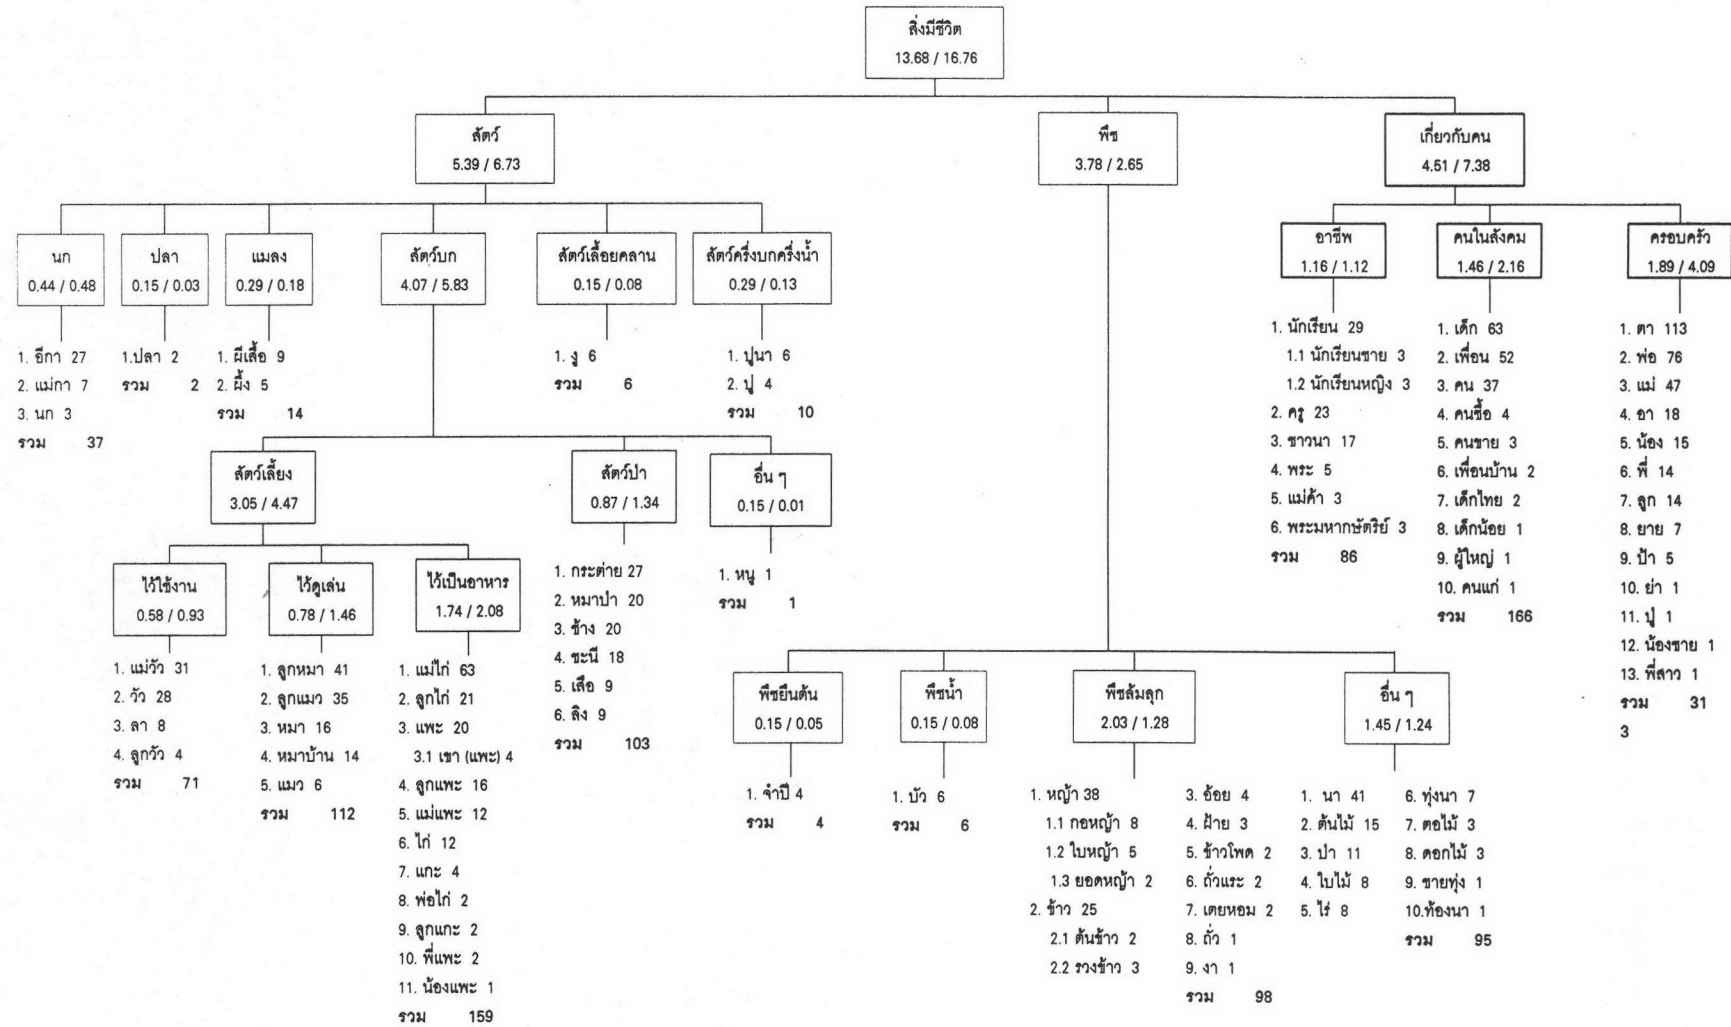 สิ่งมีชีวิต
13.68 / 16.76
สัตว์
5.39 / 6.73
พืช
3.78 / 2.65
เกี่ยวกับคน
4.51 / 7.38
นก
0.44 / 0.48
ปลา
0.15 / 0.03
แมลง
0.29 / 0.18
สัตว์บก
4.07 / 5.83
สัตว์เลื้อยคลาน
0.15 / 0.08
สัตว์ครึ่งบกครึ่งน้ำ
0.29 / 0.13
อาชีพ
1.16 / 1.12
คนในสังคม
1.46 / 2.16
ครอบครัว
1.89 / 4.09
1. อีกา 27
2. แม่กา 7
3. นก 3
รวม 37
1.ปลา 2
รวม 2
1. ผีเสื้อ 9
2. ผึ้ง 5
รวม 14
1. งู 6
รวม 6
1. ปูนา 6
2. ปู 4
รวม 10
1. นักเรียน 29
1.1 นักเรียนชาย 3
1.2 นักเรียนหญิง 3
2. ครู 23
3. ชาวนา 17
4. พระ 5
5. แม่ค้า 3
6. พระมหากษัตริย์ 3
รวม 86
1. เด็ก 63
2. เพื่อน 52
3. คน 37
4. คนซื้อ 4
5. คนขาย 3
6. เพื่อนบ้าน 2
7. เด็กไทย 2
8. เด็กน้อย 1
9. ผู้ใหญ่ 1
10. คนแก่ 1
รวม 166
1. ตา 113
2. พ่อ 76
3. แม่ 47
4. อา 18
5. น้อง 15
6. พี่ 14
7. ลูก 14
8. ยาย 7
9. ป้า 5
10. ย่า 1
11. ปู่ 1
12. น้องชาย 1
13. พี่สาว 1
รวม 31
3
สัตว์เลี้ยง
3.05 / 4.47
สัตว์ป่า
0.87 / 1.34
อื่น ๆ
0.15 / 0.01
ไว้ใช้งาน
0.58 / 0.93
ไว้ดูเล่น
0.78 / 1.46
ไว้เป็นอาหาร
1.74 / 2.08
1. กระต่าย 27
2. หมาป่า 20
3. ช้าง 20
4. ชะนี 18
5. เสือ 9
6. ลิง 9
รวม 103
1. หนู 1
รวม 1
1. แม่วัว 31
2. วัว 28
3. ลา 8
4. ลูกวัว 4
รวม 71
1. ลูกหมา 41
2. ลูกแมว 35
3. หมา 16
4. หมาบ้าน 14
5. แมว 6
รวม 112
1. แม่ไก่ 63
2. ลูกไก่ 21
3. แพะ 20
3.1 เขา (แพะ) 4
4. ลูกแพะ 16
5. แม่แพะ 12
6. ไก่ 12
7. แกะ 4
8. พ่อไก่ 2
9. ลูกแกะ 2
10. พี่แพะ 2
11. น้องแพะ 1
รวม 159
พืชยืนต้น
0.15 / 0.05
พืชน้ำ
0.15 / 0.08
พืชล้มลุก
2.03 / 1.28
อื่น ๆ
1.45 / 1.24
1. จำปี 4
รวม 4
1. บัว 6
รวม 6
1. หญ้า 38
1.1 กอหญ้า 8
1.2 ใบหญ้า 5
1.3 ยอดหญ้า 2
2. ข้าว 25
2.1 ต้นข้าว 2
2.2 รวงข้าว 3
3. อ้อย 4
4. ฝ้าย 3
5. ข้าวโพด 2
6. ถั่วแระ 2
7. เตยหอม 2
8. ถั่ว 1
9. งา 1
รวม 98
1. นา 41
2. ต้นไม้ 15
3. ป่า 11
4. ใบไม้ 8
5. ไร่ 8
6. ทุ่งนา 7
7. ตอไม้ 3
8. ดอกไม้ 3
9. ชายทุ่ง 1
10.ท้องนา 1
รวม 95